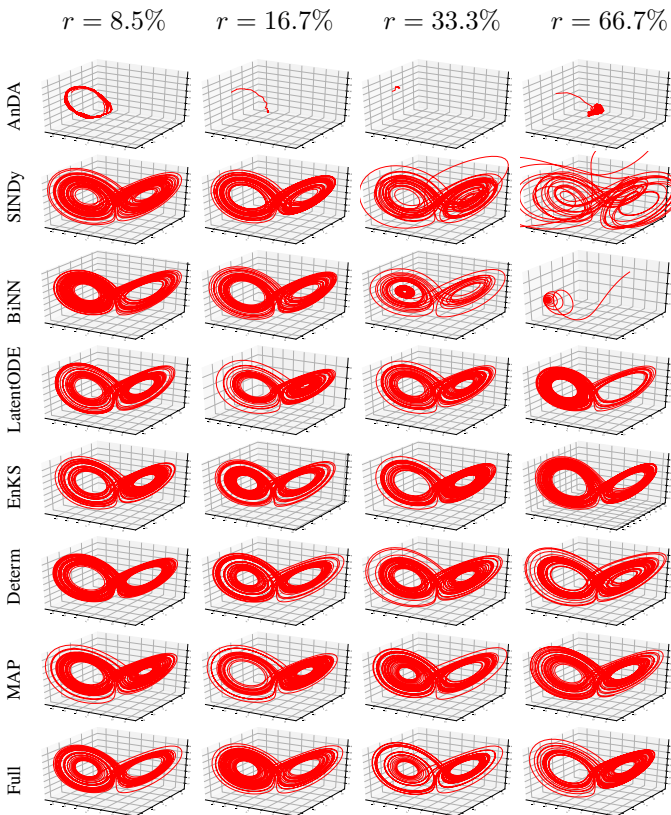 r = 8.5% r = 16.7% r = 33.3% r = 66.7%
AnDA
SINDy
BiNN
LatentODE
EnKS
Determ
MAP
Full